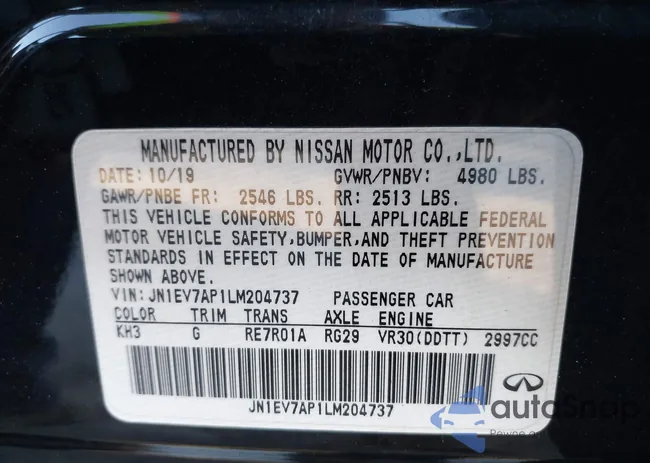 MANUFACTURED BY NISSAN MOTOR CO.,LTD.
DATE: 10/19 GVWR/PNBV: 4980 LBS.
GAWR/PNBE FR: 2546 LBS. RR: 2513 LBS.
THIS VEHICLE CONFORMS TO ALL APPLICABLE FEDERAL
MOTOR VEHICLE SAFETY,BUMPER,AND THEFT PREVENTION
STANDARDS IN EFFECT ON THE DATE OF MANUFACTURE
SHOWN ABOVE.
VIN: JN1EV7AP1LM204737 PASSENGER CAR
COLOR TRIM TRANS AXLE ENGINE
KH3 G RE7R01A RG29 VR30(DDTT) 2997CC
JN1EV7AP1LM204737
INFINITI
autoSnap